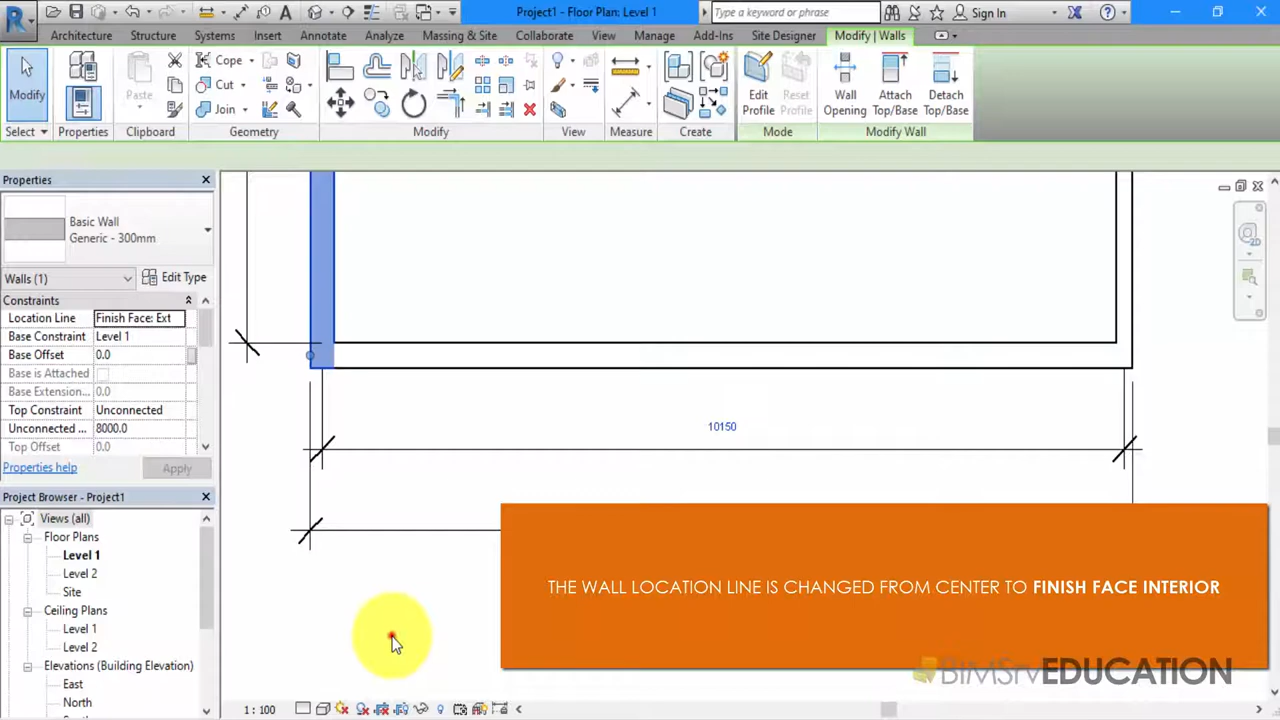 Project1 - Floor Plan: Level 1
Type a keyword or phrase
Sign In
Architecture Structure Systems Insert Annotate Analyze Massing & Site Collaborate View Manage Add-Ins Site Designer Modify | Walls
Modify
Properties
Paste
Cope
Cut
Join
Edit Profile
Reset Profile
Wall Opening
Attach Top/Base
Detach Top/Base
Select Properties Clipboard Geometry Modify View Measure Create Mode Modify Wall
Properties
Basic Wall
Generic - 300mm
Walls (1)
Edit Type
Constraints
Location Line Finish Face: Ext
Base Constraint Level 1
Base Offset 0.0
Base is Attached
Base Extension... 0.0
Top Constraint Unconnected
Unconnected ... 8000.0
Top Offset 0.0
Properties help
Apply
10150
Project Browser - Project1
Views (all)
Floor Plans
Level 1
Level 2
Site
Ceiling Plans
Level 1
Level 2
Elevations (Building Elevation)
East
North
THE WALL LOCATION LINE IS CHANGED FROM CENTER TO FINISH FACE INTERIOR
BIMSrvEDUCATION
1 : 100